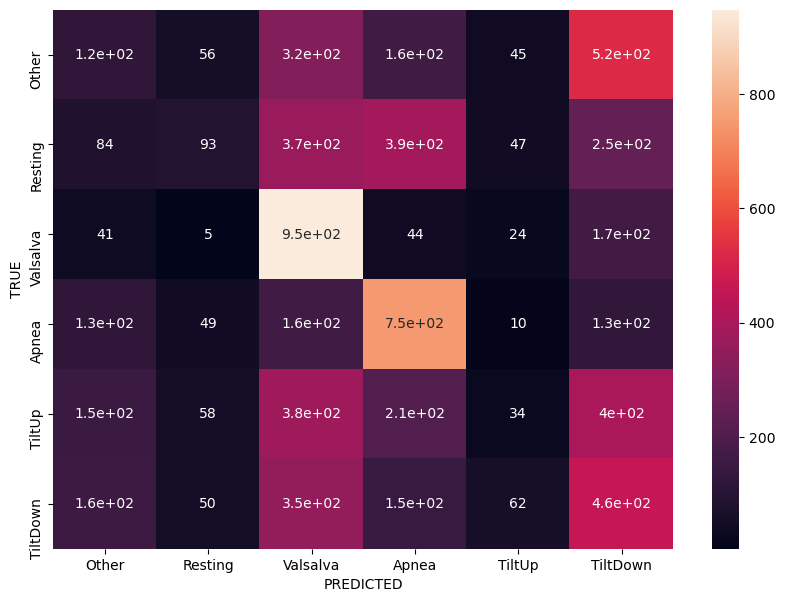 TRUE
Other 1.2e+02 56 3.2e+02 1.6e+02 45 5.2e+02
Resting 84 93 3.7e+02 3.9e+02 47 2.5e+02
Valsalva 41 5 9.5e+02 44 24 1.7e+02
Apnea 1.3e+02 49 1.6e+02 7.5e+02 10 1.3e+02
TiltUp 1.5e+02 58 3.8e+02 2.1e+02 34 4e+02
TiltDown 1.6e+02 50 3.5e+02 1.5e+02 62 4.6e+02
Other Resting Valsalva Apnea TiltUp TiltDown
PREDICTED
800
600
400
200